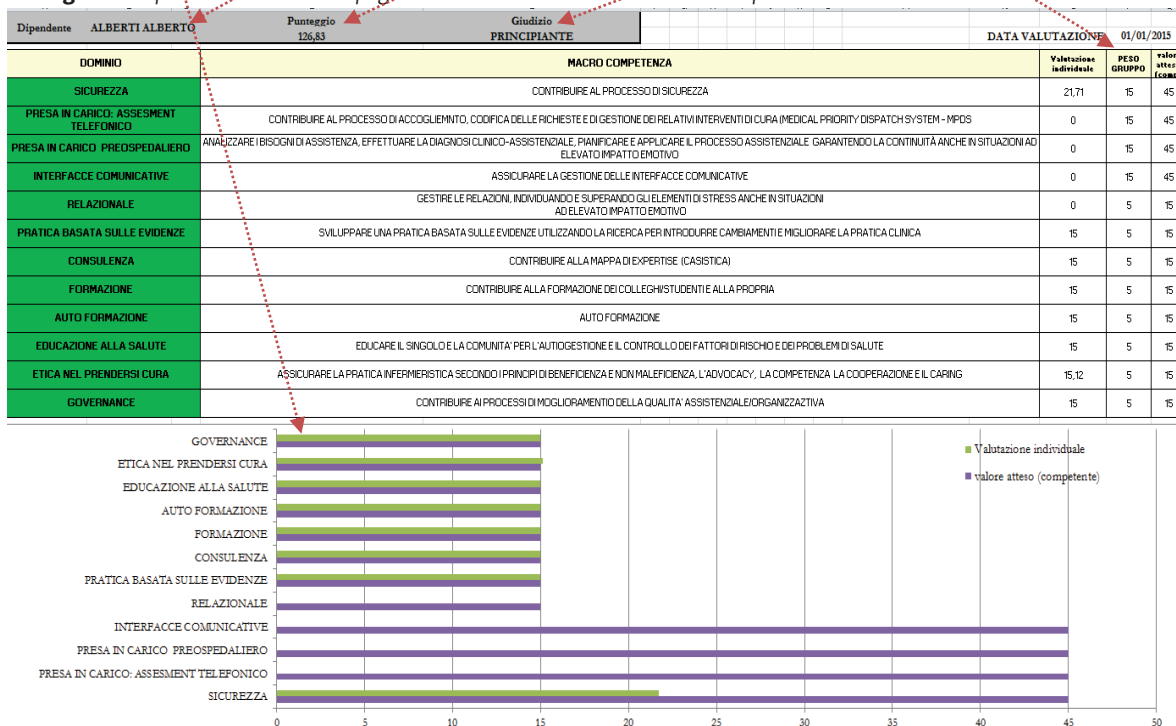 Dipendente ALBERTI ALBERTO Punteggio Giudizio
126,83 PRINCIPIANTE DATA VALUTAZIONE 01/01/2015
DOMINIO MACRO COMPETENZA Valutazione individuale PESO GRUPPO
SICUREZZA CONTRIBUIRE AL PROCESSO DI SICUREZZA 21,71 15 45
PRESA IN CARICO: ASSESMENT TELEFONICO CONTRIBUIRE AL PROCESSO DI ACCOGLIEMNTO, CODIFICA DELLE RICHIESTE E DI GESTIONE DEI RELATIVI INTERVENTI DI CURA (MEDICAL PRIORITY DISPATCH SYSTEM - MPDS 0 15 45
PRESA IN CARICO PREOSPEDALIERO ANALIZZARE I BISOGNI DI ASSISTENZA, EFFETTUARE LA DIAGNOSI CLINICO-ASSISTENZIALE, PIANIFICARE E APPLICARE IL PROCESSO ASSISTENZIALE GARANTENDO LA CONTINUITÀ ANCHE IN SITUAZIONI AD
ELEVATO IMPATTO EMOTIVO 0 15 45
INTERFACCE COMUNICATIVE ASSICURARE LA GESTIONE DELLE INTERFACCE COMUNICATIVE 0 15 45
RELAZIONALE GESTIRE LE RELAZIONI, INDIVIDUANDO E SUPERANDO GLI ELEMENTI DI STRESS ANCHE IN SITUAZIONI
AD ELEVATO IMPATTO EMOTIVO 0 5 15
PRATICA BASATA SULLE EVIDENZE SVILUPPARE UNA PRATICA BASATA SULLE EVIDENZE UTILIZZANDO LA RICERCA PER INTRODURRE CAMBIAMENTI E MIGLIORARE LA PRATICA CLINICA 15 5 15
CONSULENZA CONTRIBUIRE ALLA MAPPA DI EXPERTISE (CASISTICA) 15 5 15
FORMAZIONE CONTRIBUIRE ALLA FORMAZIONE DEI COLLEGHI/STUDENTI E ALLA PROPRIA 15 5 15
AUTO FORMAZIONE AUTO FORMAZIONE 15 5 15
EDUCAZIONE ALLA SALUTE EDUCARE IL SINGOLO E LA COMUNITA' PER L'AUTIOGESTIONE E IL CONTROLLO DEI FATTORI DI RISCHIO E DEI PROBLEMI DI SALUTE 15 5 15
ETICA NEL PRENDERSI CURA ASSICURARE LA PRATICA INFERMIERISTICA SECONDO I PRINCIPI DI BENEFICIENZA E NON MALEFICIENZA, L'ADVOCACY, LA COMPETENZA LA COOPERAZIONE E IL CARING 15,12 5 15
GOVERNANCE CONTRIBUIRE AI PROCESSI DI MOGLIORAMENTO DELLA QUALITA' ASSISTENZIALE/ORGANIZZAZTIVA 15 5 15
GOVERNANCE
ETICA NEL PRENDERSI CURA
EDUCAZIONE ALLA SALUTE
AUTO FORMAZIONE
FORMAZIONE
CONSULENZA
PRATICA BASATA SULLE EVIDENZE
RELAZIONALE
INTERFACCE COMUNICATIVE
PRESA IN CARICO PREOSPEDALIERO
PRESA IN CARICO: ASSESMENT TELEFONICO
SICUREZZA
Valutazione individuale
valore atteso (competente)
0 5 10 15 20 25 30 35 40 45 50